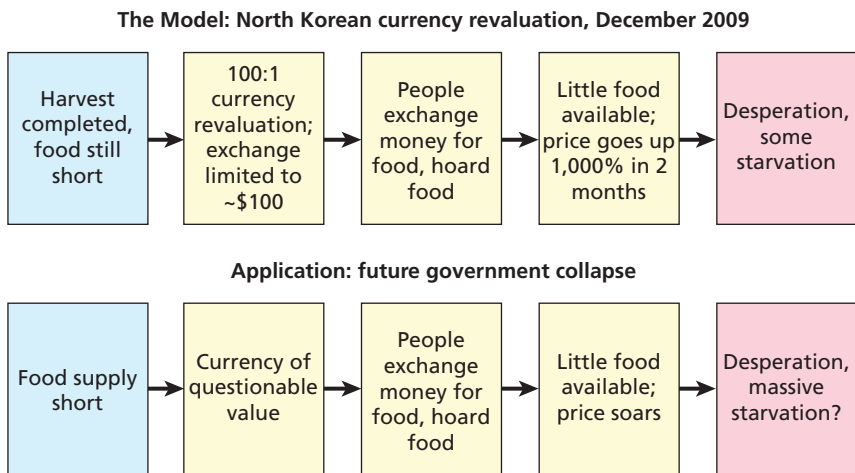 The Model: North Korean currency revaluation, December 2009
Harvest
completed,
food still
short
100:1
currency
revaluation;
exchange
limited to
~$100
People
exchange
money for
food, hoard
food
Little food
available;
price goes up
1,000% in 2
months
Desperation,
some
starvation
Application: future government collapse
Food supply
short
Currency of
questionable
value
People
exchange
money for
food, hoard
food
Little food
available;
price soars
Desperation,
massive
starvation?